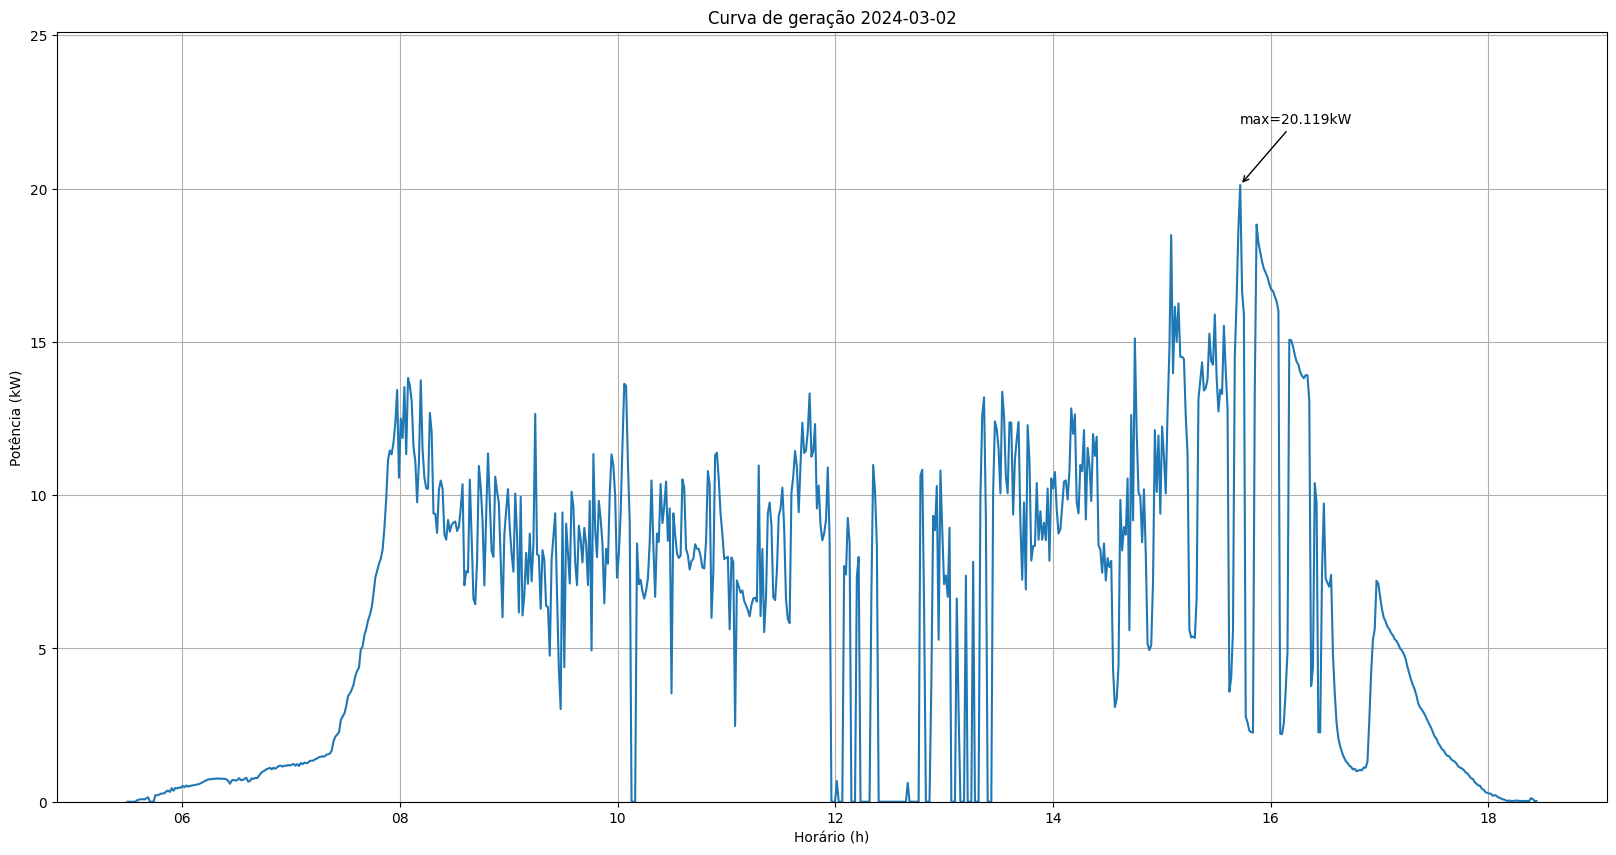 Curva de geração 2024-03-02
25
max=20.119kW
20
15
Potência (kW)
10
5
0
06 08 10 12 14 16 18
Horário (h)